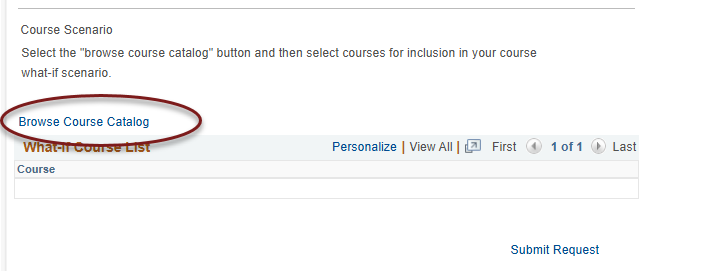 Course Scenario
Select the "browse course catalog" button and then select courses for inclusion in your course
what-if scenario.
Browse Course Catalog
What-if Course List Personalize | View All | First 1 of 1 Last
Course
Submit Request